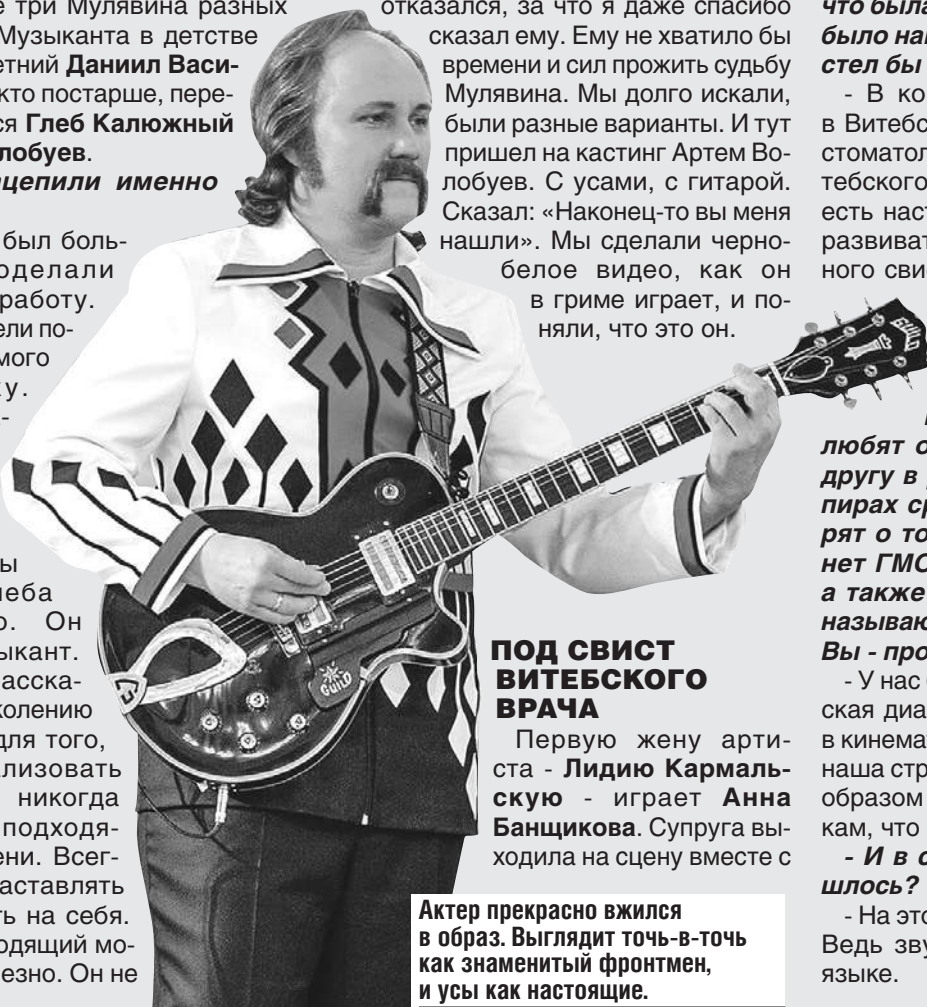 е три Мулявина разных
Музыканта в детстве
етний Даниил Васи-
кто постарше, пере-
ся Глеб Калюжный
лобуев.
ацепили именно
был боль-
оделали
работу.
ели по-
мого
у.
-
ы
леба
о. Он
ыкант.
асска-
колению
для того,
ализовать
никогда
подходя-
ени. Всег-
аставлять
ть на себя.
одящий мо-
езно. Он не
отказался, за что я даже спасибо
сказал ему. Ему не хватило бы
времени и сил прожить судьбу
Мулявина. Мы долго искали,
были разные варианты. И тут
пришел на кастинг Артем Во-
лобуев. С усами, с гитарой.
Сказал: «Наконец-то вы меня
нашли». Мы сделали черно-
белое видео, как он
в гриме играет, и по-
няли, что это он.
GUILD
GUILD
ПОД СВИСТ
ВИТЕБСКОГО
ВРАЧА
Первую жену арти-
ста - Лидию Кармаль-
скую - играет Анна
Банщикова. Супруга вы-
ходила на сцену вместе с
Актер прекрасно вжился
в образ. Выглядит точь-в-точь
как знаменитый фронтмен,
и усы как настоящие.
что была
было на
стел бы
- В ко
в Витебс
стоматол
тебского
есть наст
развиват
ного сви
любят о
другу в
пирах ср
рят о то
нет ГМО
а также
называю
Вы - про
- У нас
ская диа
в кинема
наша стр
образом
кам, что
- И в с
шлось?
- На это
Ведь зву
языке.